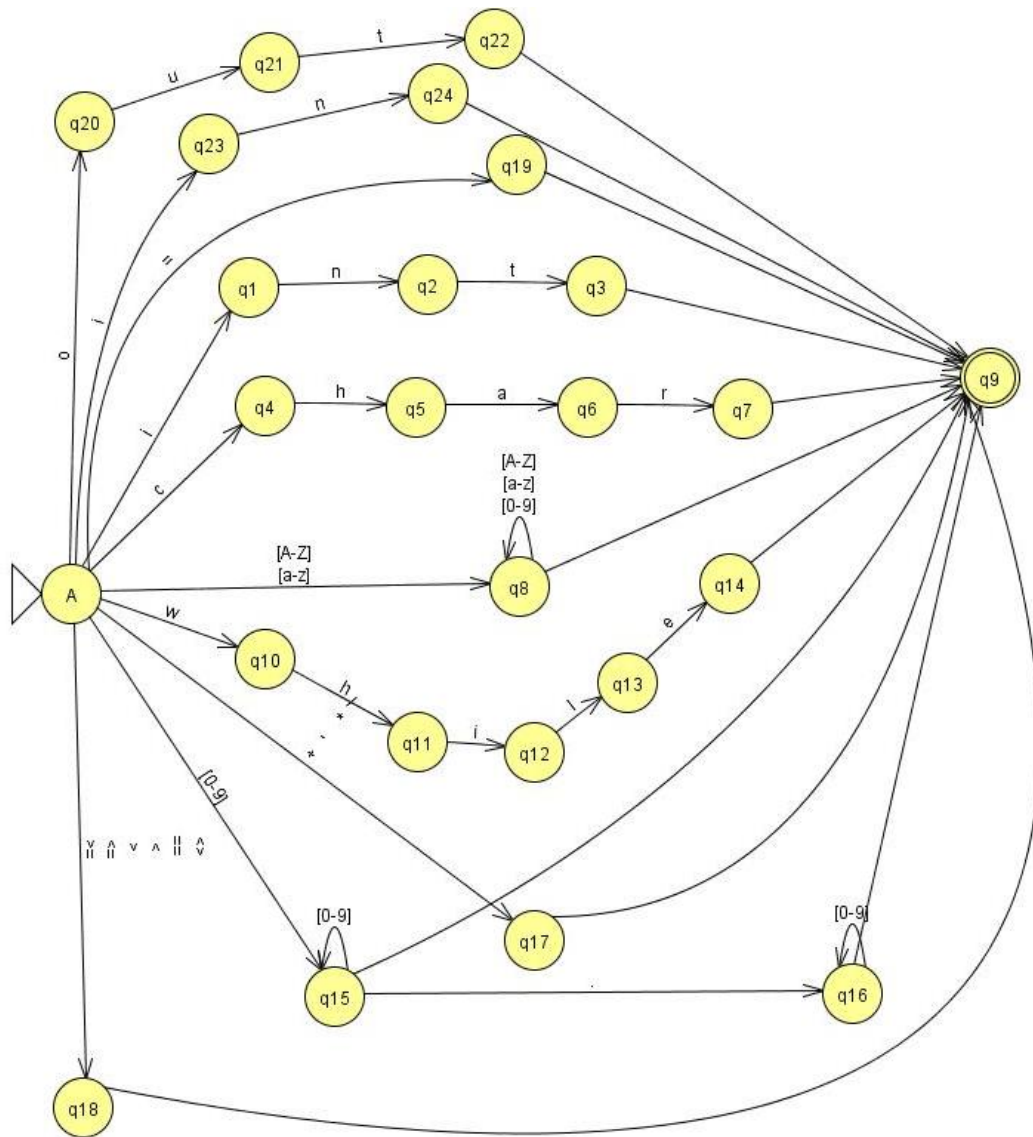 q22
t
q21
u
q24
n
q20
q23
q19
=
q1
n
q2
t
q3
i
o
q9
q4
h
q5
a
q6
r
q7
i
c
[A-Z]
[a-z]
[0-9]
[A-Z]
[a-z]
q8
q14
A
w
e
q10
q13
h
/
*
-
+
q11
i
q12
l
[0-9]
>=
<=
>
<
==
<>
[0-9]
q17
[0-9]
q15
.
q16
q18